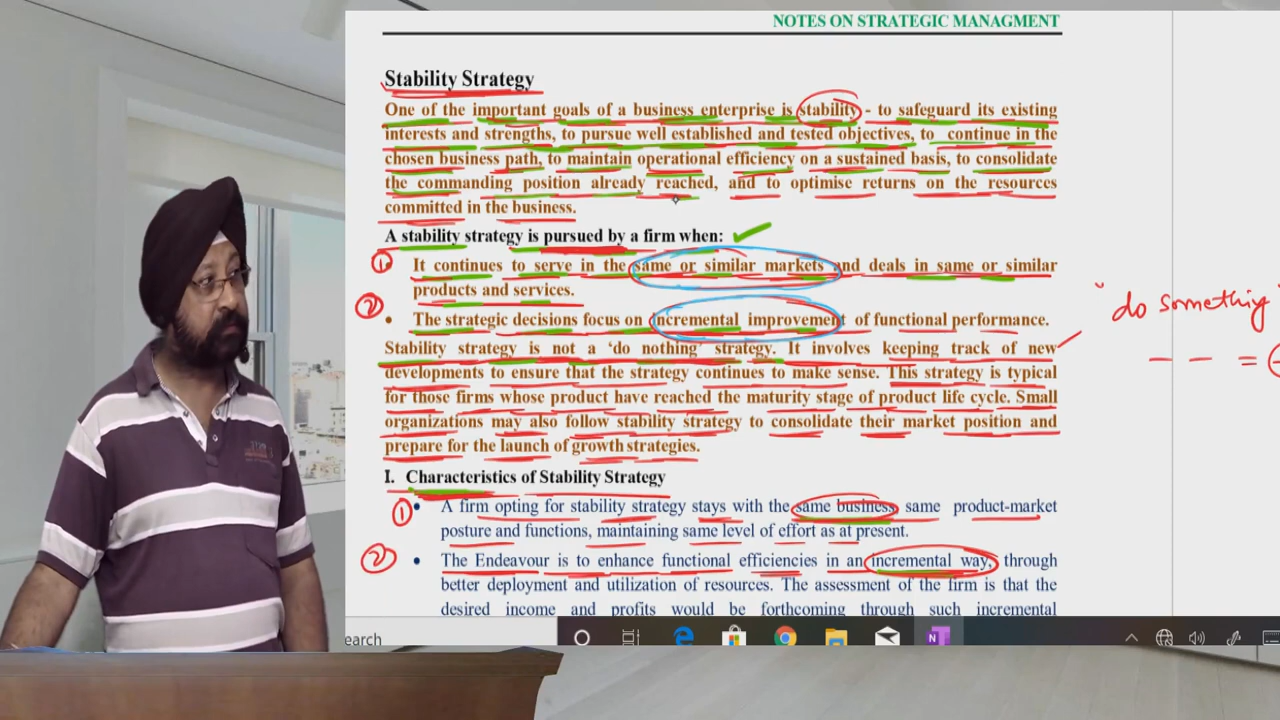 NOTES ON STRATEGIC MANAGMENT
Stability Strategy
One of the important goals of a business enterprise is stability - to safeguard its existing
interests and strengths, to pursue well established and tested objectives, to continue in the
chosen business path, to maintain operational efficiency on a sustained basis, to consolidate
the commanding position already reached, and to optimise returns on the resources
committed in the business.
A stability strategy is pursued by a firm when:
1 It continues to serve in the same or similar markets and deals in same or similar
products and services.
2 • The strategic decisions focus on incremental improvement of functional performance.
Stability strategy is not a 'do nothing' strategy. It involves keeping track of new
developments to ensure that the strategy continues to make sense. This strategy is typical
for those firms whose product have reached the maturity stage of product life cycle. Small
organizations may also follow stability strategy to consolidate their market position and
prepare for the launch of growth strategies.
"do something"
– – =
I. Characteristics of Stability Strategy
1 • A firm opting for stability strategy stays with the same business, same product-market
posture and functions, maintaining same level of effort as at present.
2 • The Endeavour is to enhance functional efficiencies in an incremental way, through
better deployment and utilization of resources. The assessment of the firm is that the
desired income and profits would be forthcoming through such incremental
earch